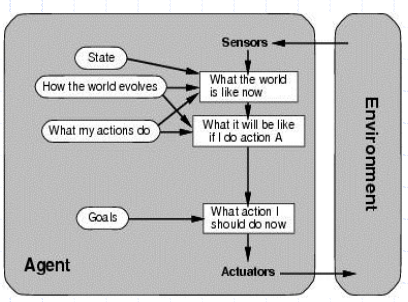 Sensors
State
What the world
is like now
How the world evolves
What it will be like
if I do action A
What my actions do
Goals
What action I
should do now
Agent
Actuators
Environment